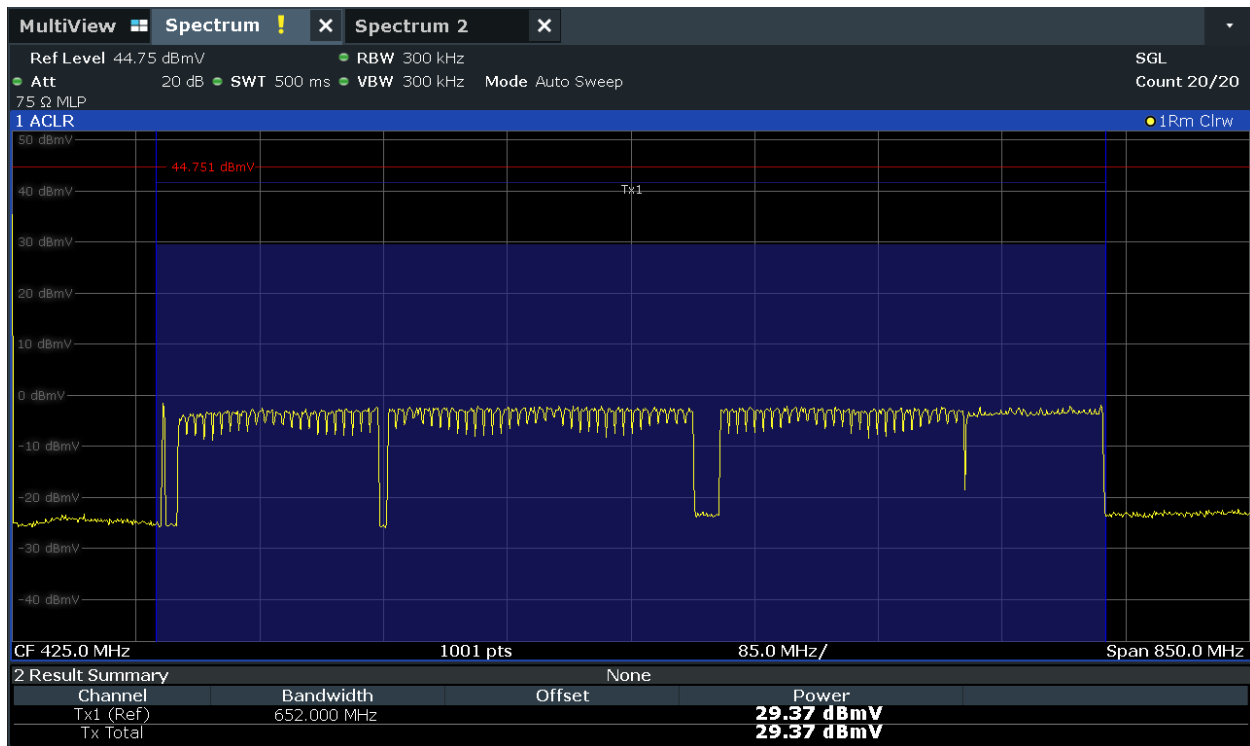 MultiView Spectrum ! X Spectrum 2 X
Ref Level 44.75 dBmV RBW 300 kHz SGL
Att 20 dB SWT 500 ms VBW 300 kHz Mode Auto Sweep Count 20/20
75 Ω MLP
1 ACLR 1Rm Clrw
50 dBmV
44.751 dBmV
40 dBmV Tx1
30 dBmV
20 dBmV
10 dBmV
0 dBmV
-10 dBmV
-20 dBmV
-30 dBmV
-40 dBmV
CF 425.0 MHz 1001 pts 85.0 MHz/ Span 850.0 MHz
2 Result Summary None
Channel Bandwidth Offset Power
Tx1 (Ref) 652.000 MHz 29.37 dBmV
Tx Total 29.37 dBmV